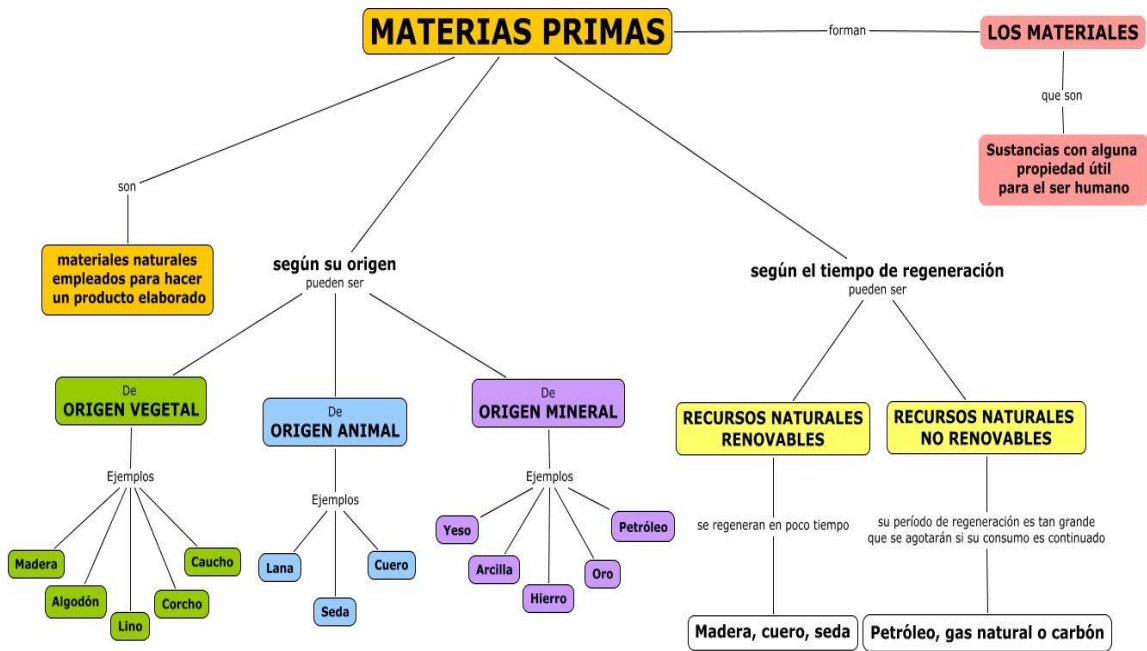 MATERIAS PRIMAS
forman
LOS MATERIALES
que son
Sustancias con alguna
propiedad útil
para el ser humano
son
materiales naturales
empleados para hacer
un producto elaborado
según su origen
pueden ser
De
ORIGEN VEGETAL
Ejemplos
Madera
Algodón
Lino
Corcho
Caucho
De
ORIGEN ANIMAL
Ejemplos
Lana
Seda
Cuero
De
ORIGEN MINERAL
Ejemplos
Yeso
Arcilla
Hierro
Oro
Petróleo
según el tiempo de regeneración
pueden ser
RECURSOS NATURALES
RENOVABLES
se regeneran en poco tiempo
Madera, cuero, seda
RECURSOS NATURALES
NO RENOVABLES
su período de regeneración es tan grande
que se agotarán si su consumo es continuado
Petróleo, gas natural o carbón